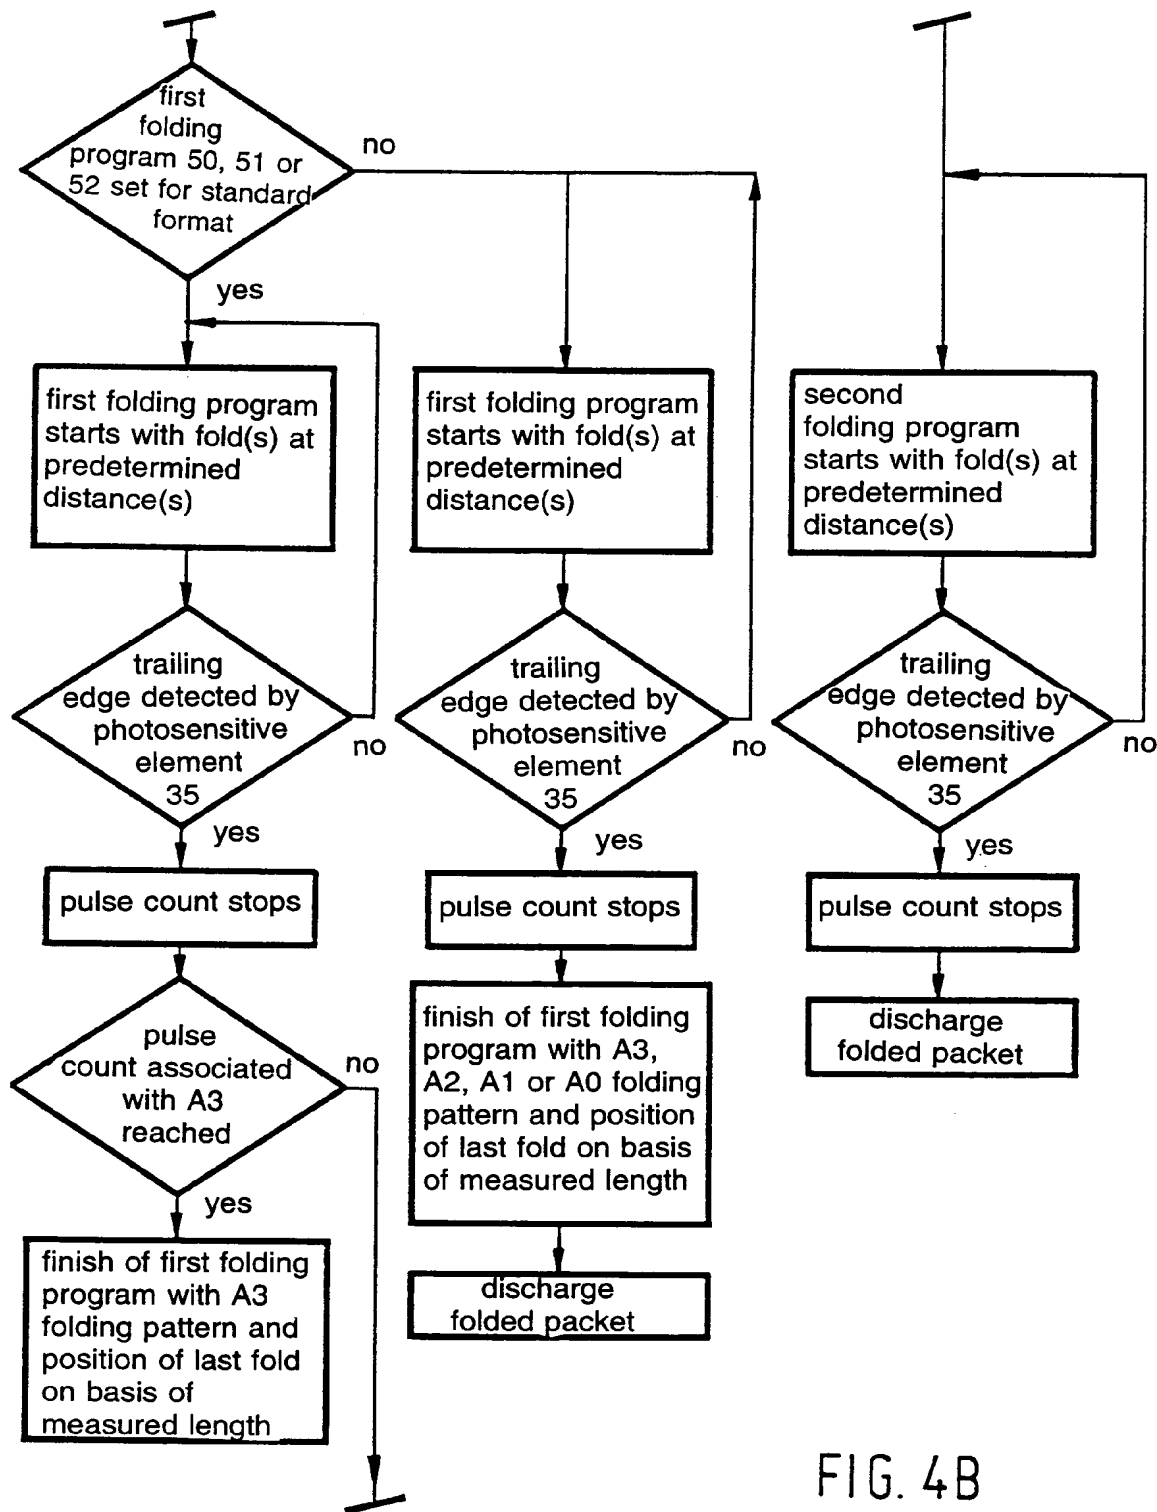 first
folding
program 50, 51 or
52 set for standard
format
no
yes
first folding program
starts with fold(s) at
predetermined
distance(s)
trailing
edge detected by
photosensitive
element
35
no
yes
pulse count stops
pulse
count associated
with A3
reached
no
yes
finish of first folding
program with A3
folding pattern and
position of last fold
on basis of
measured length
first folding program
starts with fold(s) at
predetermined
distance(s)
trailing
edge detected by
photosensitive
element
35
no
yes
pulse count stops
finish of first folding
program with A3,
A2, A1 or A0 folding
pattern and position
of last fold on basis
of measured length
discharge
folded packet
second
folding program
starts with fold(s) at
predetermined
distance(s)
trailing
edge detected by
photosensitive
element
35
no
yes
pulse count stops
discharge
folded packet
FIG. 4B